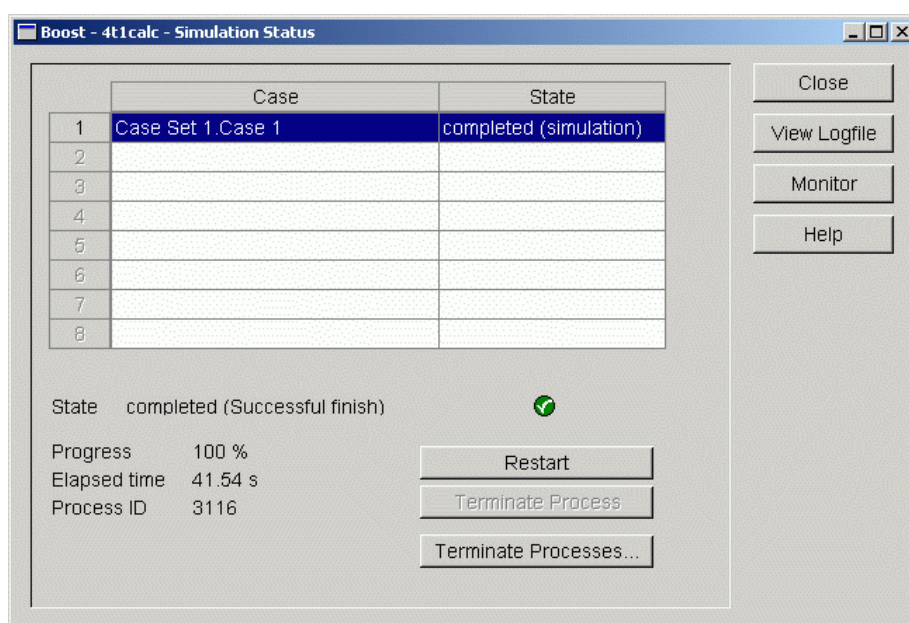 Boost - 4t1calc - Simulation Status
Case State
1 Case Set 1.Case 1 completed (simulation)
2
3
4
5
6
7
8
Close
View Logfile
Monitor
Help
State completed (Successful finish)
Progress 100 %
Elapsed time 41.54 s
Process ID 3116
Restart
Terminate Process
Terminate Processes...